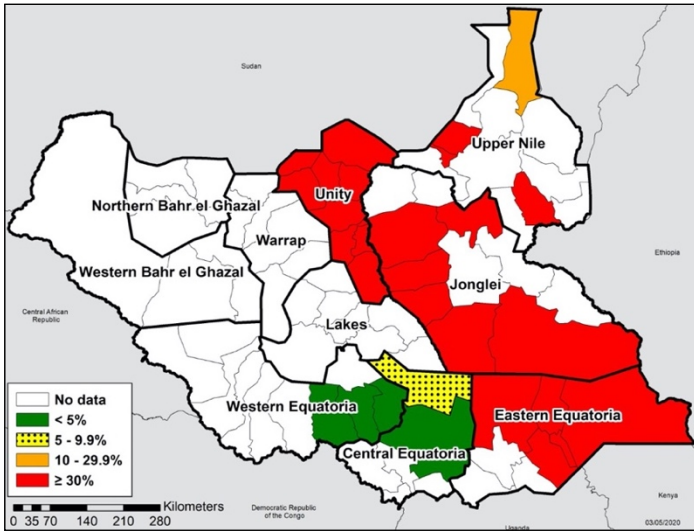 Sudan
Upper Nile
Unity
Northern Bahr el Ghazal
Warrap
Ethiopia
Western Bahr el Ghazal
Jonglei
Central African
Republic
Lakes
No data
< 5%
5 - 9.9%
10 - 29.9%
≥ 30%
Western Equatoria
Eastern Equatoria
Central Equatoria
Kilometers
0 35 70 140 210 280
Democratic Republic
of the Congo
Uganda
Kenya
03/05/2020